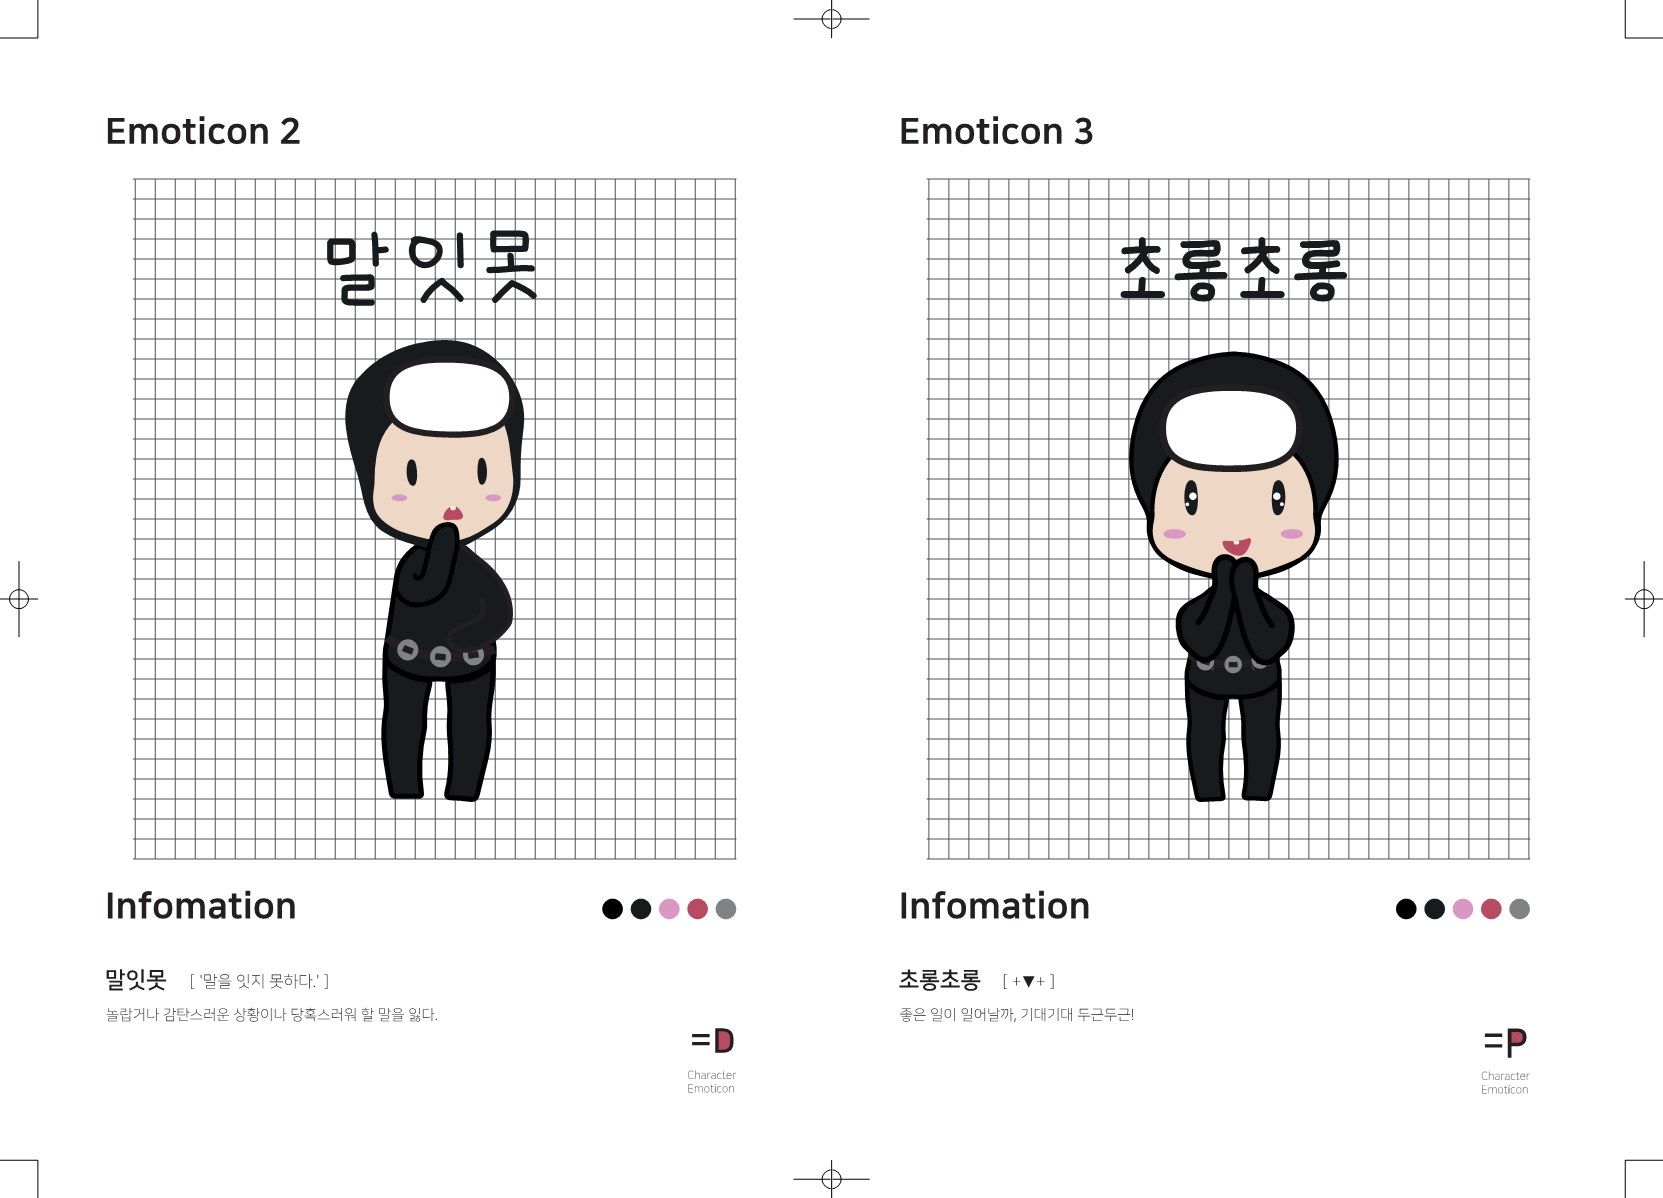 Emoticon 2
말잇못
Infomation
말잇못 [ '말을 잇지 못하다.' ]
놀랍거나 감탄스러운 상황이나 당혹스러워 할 말을 잃다.
=D
Character
Emoticon
Emoticon 3
초롱초롱
Infomation
초롱초롱 [ +▼+ ]
좋은 일이 일어날까, 기대기대 두근두근!
=P
Character
Emoticon